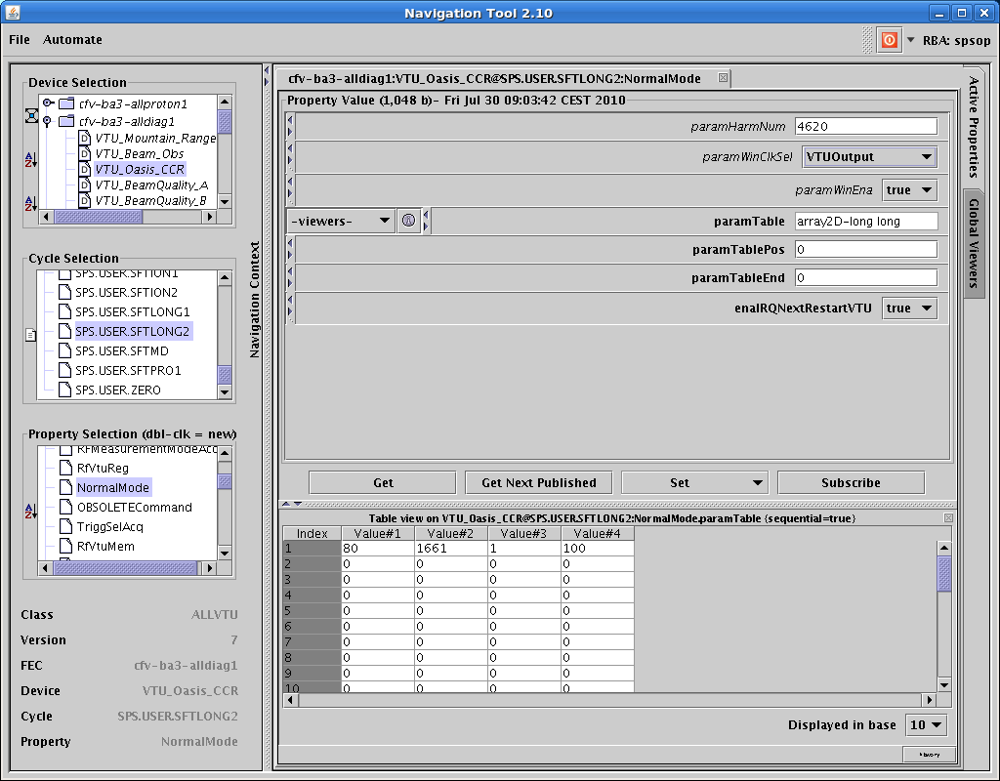 Navigation Tool 2.10
File Automate
RBA: spsop
Device Selection
cfv-ba3-allproton1
cfv-ba3-alldiag1
VTU_Mountain_Range
VTU_Beam_Obs
VTU_Oasis_CCR
VTU_BeamQuality_A
VTU_BeamQuality_B
Cycle Selection
SPS.USER.SFTION1
SPS.USER.SFTION2
SPS.USER.SFTLONG1
SPS.USER.SFTLONG2
SPS.USER.SFTMD
SPS.USER.SFTPRO1
SPS.USER.ZERO
Property Selection (dbl-clk = new)
RFMeasurementModeAcq
RfVtuReg
NormalMode
OBSOLETECommand
TriggSelAcq
RfVtuMem
Class ALLVTU
Version 7
FEC cfv-ba3-alldiag1
Device VTU_Oasis_CCR
Cycle SPS.USER.SFTLONG2
Property NormalMode
Navigation Context
cfv-ba3-alldiag1:VTU_Oasis_CCR@SPS.USER.SFTLONG2:NormalMode
Property Value (1,048 b)- Fri Jul 30 09:03:42 CEST 2010
paramHarmNum 4620
paramWinClkSel VTUOutput
paramWinEna true
-viewers- paramTable array2D-long long
paramTablePos 0
paramTableEnd 0
enaIRQNextRestartVTU true
Get Get Next Published Set Subscribe
Table view on VTU_Oasis_CCR@SPS.USER.SFTLONG2:NormalMode.paramTable {sequential=true}
Index Value#1 Value#2 Value#3 Value#4
1 80 1661 1 100
2 0 0 0 0
3 0 0 0 0
4 0 0 0 0
5 0 0 0 0
6 0 0 0 0
7 0 0 0 0
8 0 0 0 0
9 0 0 0 0
10 0 0 0 0
Displayed in base 10
History
Active Properties
Global Viewers